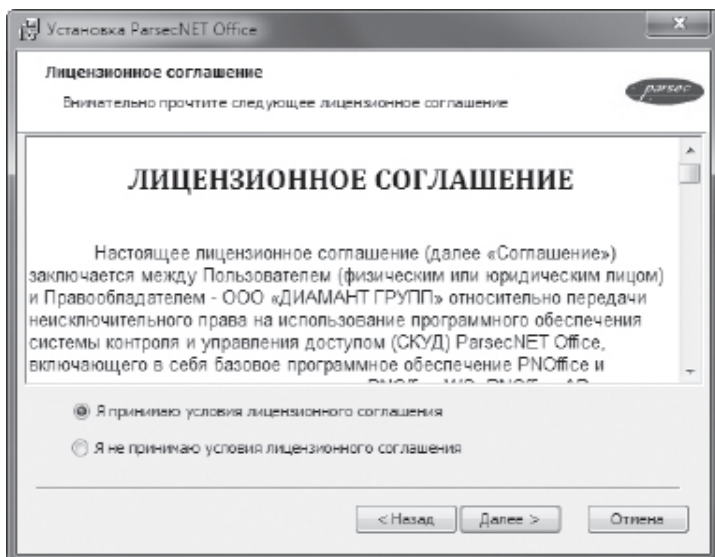 Установка ParsecNET Office
Лицензионное соглашение
Внимательно прочтите следующее лицензионное соглашение
parsec
ЛИЦЕНЗИОННОЕ СОГЛАШЕНИЕ
Настоящее лицензионное соглашение (далее «Соглашение»)
заключается между Пользователем (физическим или юридическим лицом)
и Правообладателем - ООО «ДИАМАНТ ГРУПП» относительно передачи
неисключительного права на использование программного обеспечения
системы контроля и управления доступом (СКУД) ParsecNET Office,
включающего в себя базовое программное обеспечение PNOffice и
Я принимаю условия лицензионного соглашения
Я не принимаю условия лицензионного соглашения
< Назад Далее > Отмена